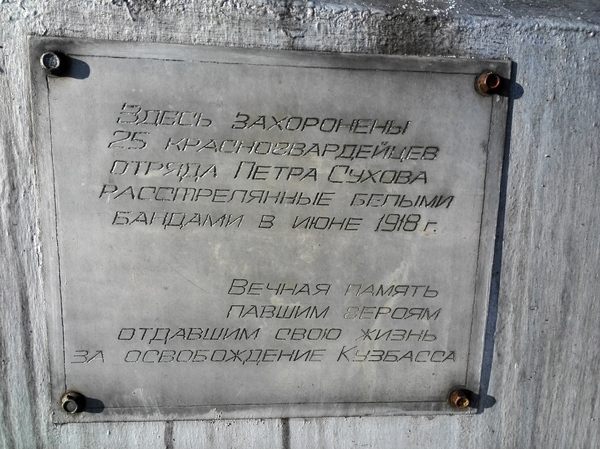 Здесь захоронены
25 красногвардейцев
отряда Петра Сухова
расстрелянные белыми
бандами в июне 1918 г.
Вечная память
павшим героям
отдавшим свою жизнь
за освобождение Кузбасса